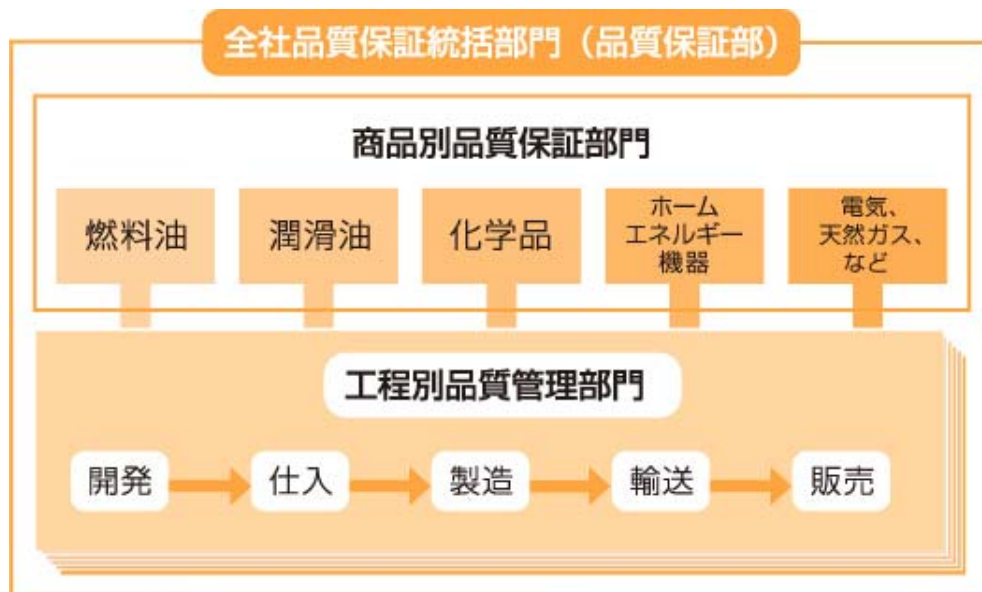 全社品質保証統括部門（品質保証部）
商品別品質保証部門
燃料油
潤滑油
化学品
ホーム
エネルギー
機器
電気、
天然ガス、
など
工程別品質管理部門
開発
仕入
製造
輸送
販売